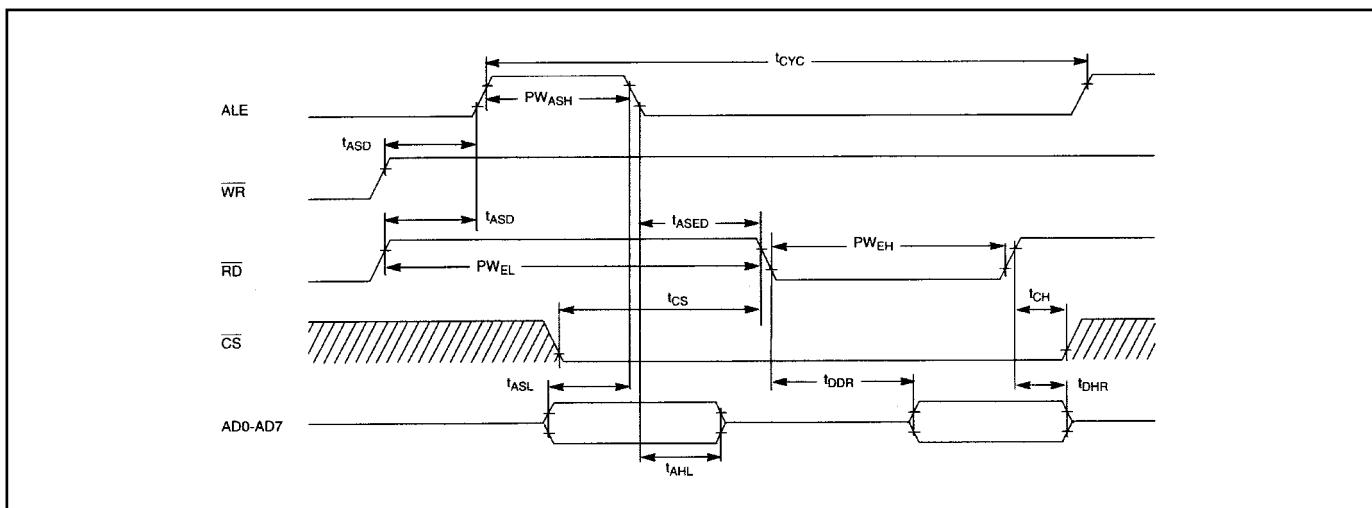 tCYC
ALE
PWASH
tASD
WR
tASD
tASED
RD
PWEL
PWEH
tCS
tCH
CS
tASL
tDDR
tDHR
AD0-AD7
tAHL